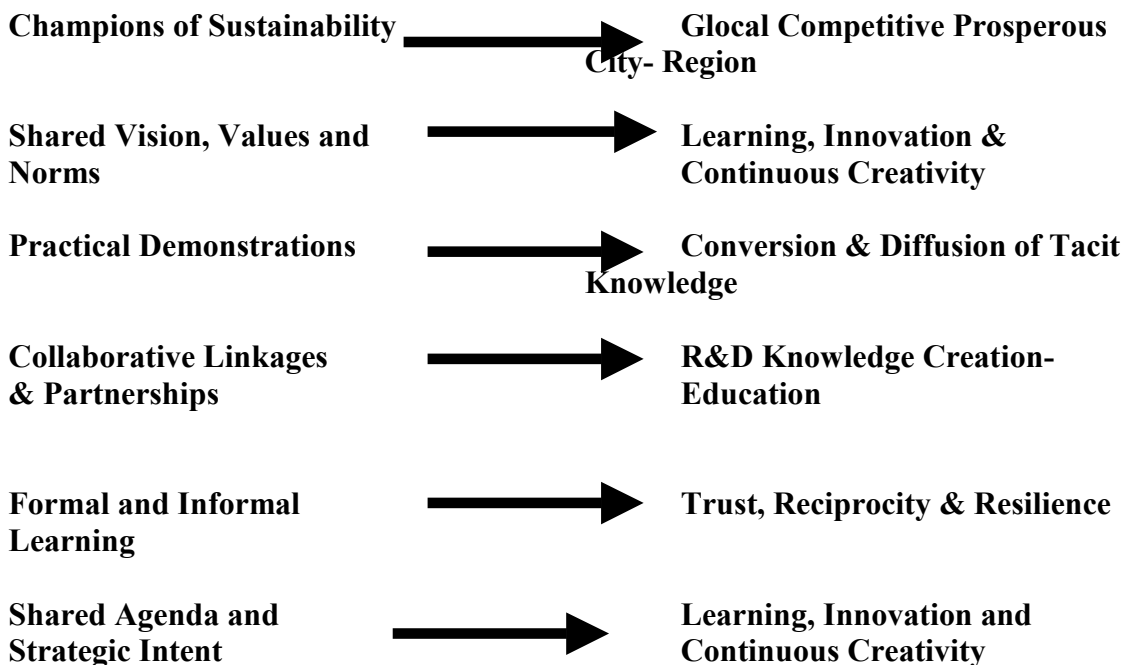 Champions of Sustainability Glocal Competitive Prosperous
City- Region
Shared Vision, Values and Learning, Innovation &
Norms Continuous Creativity
Practical Demonstrations Conversion & Diffusion of Tacit
Knowledge
Collaborative Linkages R&D Knowledge Creation-
& Partnerships Education
Formal and Informal Trust, Reciprocity & Resilience
Learning
Shared Agenda and Learning, Innovation and
Strategic Intent Continuous Creativity